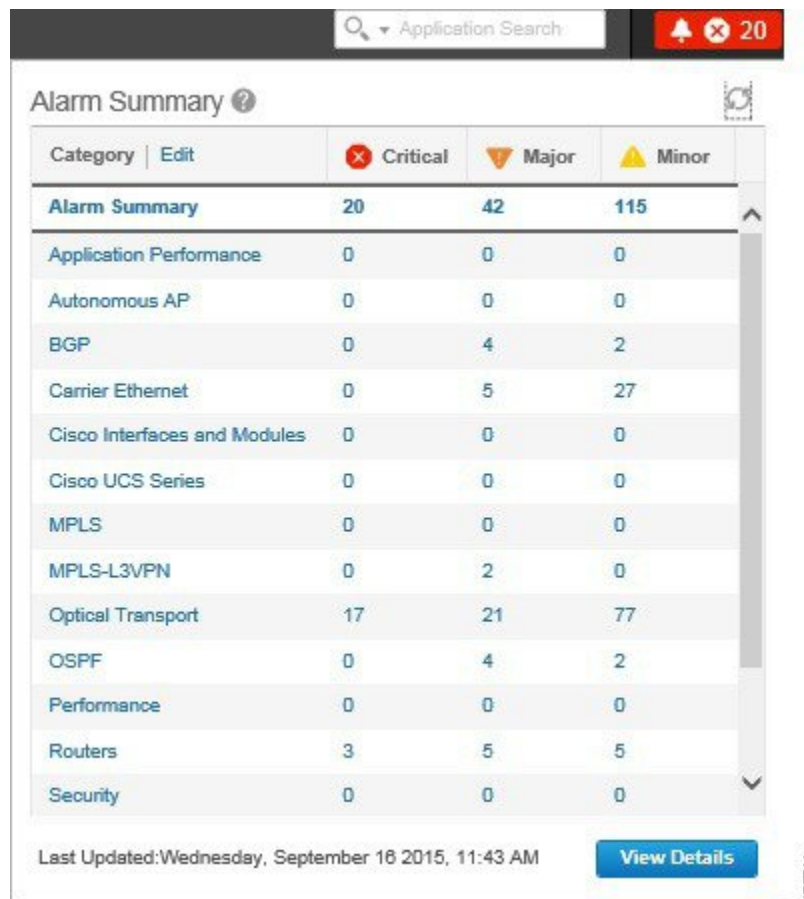 Application Search 20
Alarm Summary
Category | Edit Critical Major Minor
Alarm Summary 20 42 115
Application Performance 0 0 0
Autonomous AP 0 0 0
BGP 0 4 2
Carrier Ethernet 0 5 27
Cisco Interfaces and Modules 0 0 0
Cisco UCS Series 0 0 0
MPLS 0 0 0
MPLS-L3VPN 0 2 0
Optical Transport 17 21 77
OSPF 0 4 2
Performance 0 0 0
Routers 3 5 5
Security 0 0 0
Last Updated:Wednesday, September 16 2015, 11:43 AM View Details